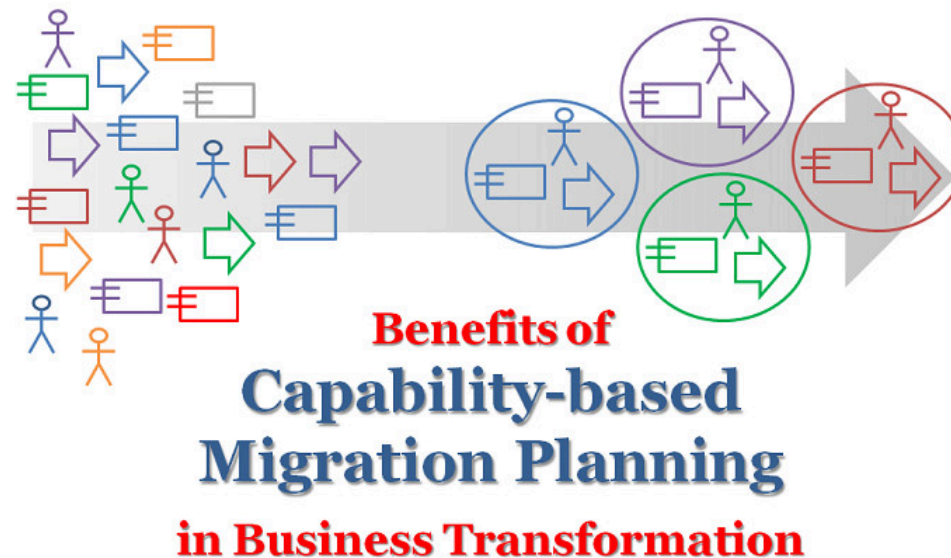 Benefits of
Capability-based
Migration Planning
in Business Transformation